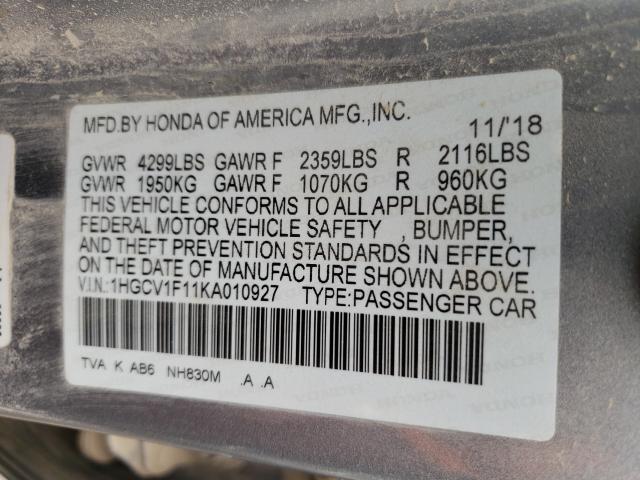 MFD.BY HONDA OF AMERICA MFG.,INC. 11/'18
GVWR 4299LBS GAWR F 2359LBS R 2116LBS
GVWR 1950KG GAWR F 1070KG R 960KG
THIS VEHICLE CONFORMS TO ALL APPLICABLE
FEDERAL MOTOR VEHICLE SAFETY , BUMPER,
AND THEFT PREVENTION STANDARDS IN EFFECT
ON THE DATE OF MANUFACTURE SHOWN ABOVE.
V.I.N.:1HGCV1F11KA010927 TYPE:PASSENGER CAR
TVA K AB6 NH830M .A .A